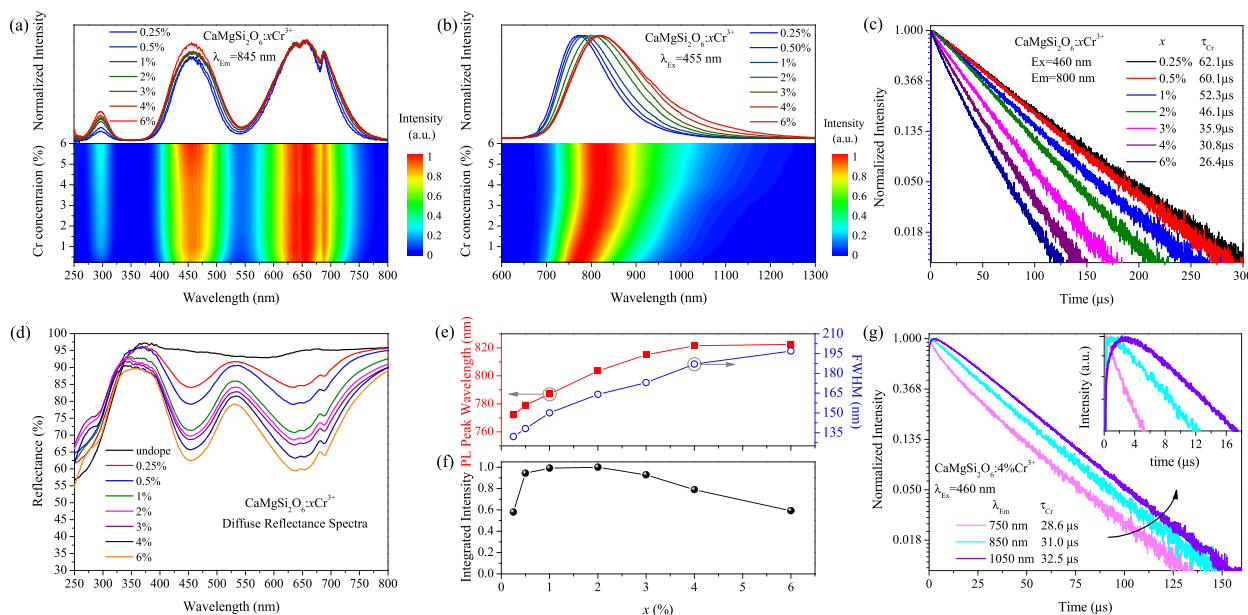 (a)
Normalized Intensity
0.25%
0.5%
1%
2%
3%
4%
6%
CaMgSi₂O₆:xCr³⁺
λEm=845 nm
Intensity
(a.u.)
1
0.8
0.6
0.4
0.2
0
Cr concenraion (%)
6
5
4
3
2
1
250 300 350 400 450 500 550 600 650 700 750 800
Wavelength (nm)
(b)
Normalized Intensity
CaMgSi₂O₆:xCr³⁺
λEx=455 nm
0.25%
0.50%
1%
2%
3%
4%
6%
Intensity
(a.u.)
1
0.8
0.6
0.4
0.2
0
Cr concenraion (%)
6
5
4
3
2
1
600 700 800 900 1000 1100 1200 1300
Wavelength (nm)
(c)
Normalized Intensity
1.000
0.368
0.135
0.050
0.018
CaMgSi₂O₆:xCr³⁺
Ex=460 nm
Em=800 nm
x τCr
0.25% 62.1μs
0.5% 60.1μs
1% 52.3μs
2% 46.1μs
3% 35.9μs
4% 30.8μs
6% 26.4μs
0 50 100 150 200 250 300
Time (μs)
(d)
Reflectance (%)
100
95
90
85
80
75
70
65
60
55
50
45
40
35
30
undope
0.25%
0.5%
1%
2%
3%
4%
6%
CaMgSi₂O₆:xCr³⁺
Diffuse Reflectance Spectra
250 300 350 400 450 500 550 600 650 700 750 800
Wavelength (nm)
(e)
PL Peak Wavelength (nm)
820
800
780
760
FWHM (nm)
210
195
180
165
150
135
(f)
Integrated Intensity
1.0
0.8
0.6
0.4
0.2
0.0
0 1 2 3 4 5 6
x (%)
(g)
Normalized Intensity
1.000
0.368
0.135
0.050
0.018
CaMgSi₂O₆:4%Cr³⁺
λEx=460 nm
λEm τCr
750 nm 28.6 μs
850 nm 31.0 μs
1050 nm 32.5 μs
Intensity (a.u.)
0 4 8 12 16
time (μs)
0 25 50 75 100 125 150
Time (μs)